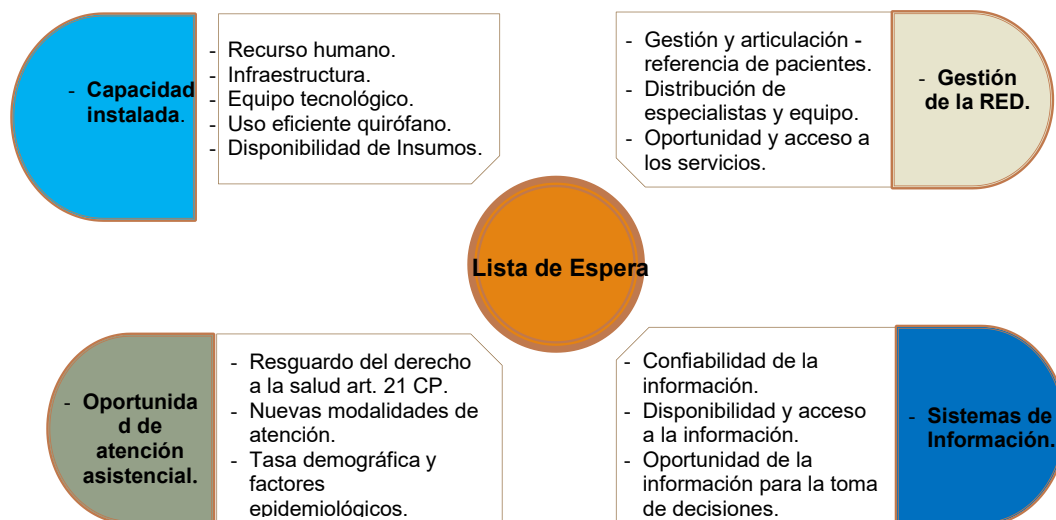 - Capacidad
instalada.
- Recurso humano.
- Infraestructura.
- Equipo tecnológico.
- Uso eficiente quirófano.
- Disponibilidad de Insumos.
- Gestión y articulación -
referencia de pacientes.
- Distribución de
especialistas y equipo.
- Oportunidad y acceso a
los servicios.
- Gestión
de la RED.
Lista de Espera
- Oportunida
d de
atención
asistencial.
- Resguardo del derecho
a la salud art. 21 CP.
- Nuevas modalidades de
atención.
- Tasa demográfica y
factores
epidemiológicos.
- Confiabilidad de la
información.
- Disponibilidad y acceso
a la información.
- Oportunidad de la
información para la toma
de decisiones.
- Sistemas de
Información.